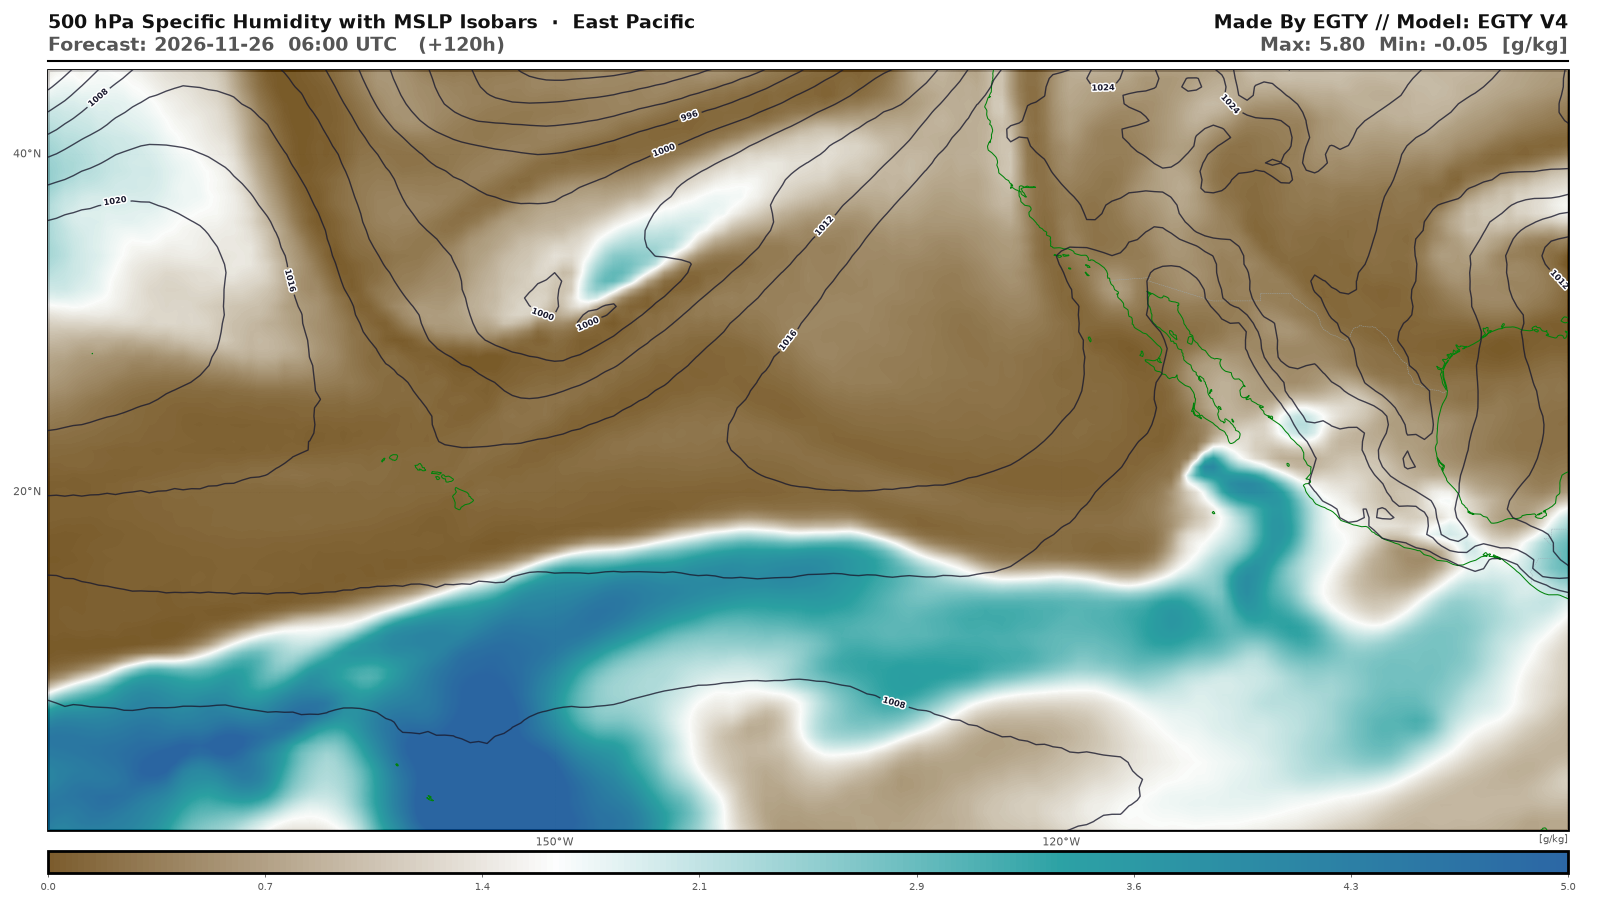 500 hPa Specific Humidity with MSLP Isobars · East Pacific
Made By EGTY // Model: EGTY V4
Forecast: 2026-11-26 06:00 UTC (+120h)
Max: 5.80 Min: -0.05 [g/kg]
1008
1024
1024
996
1000
40°N
1020
1012
1016
1012
1000
1000
1016
20°N
1008
150°W
120°W
[g/kg]
0.0
0.7
1.4
2.1
2.9
3.6
4.3
5.0